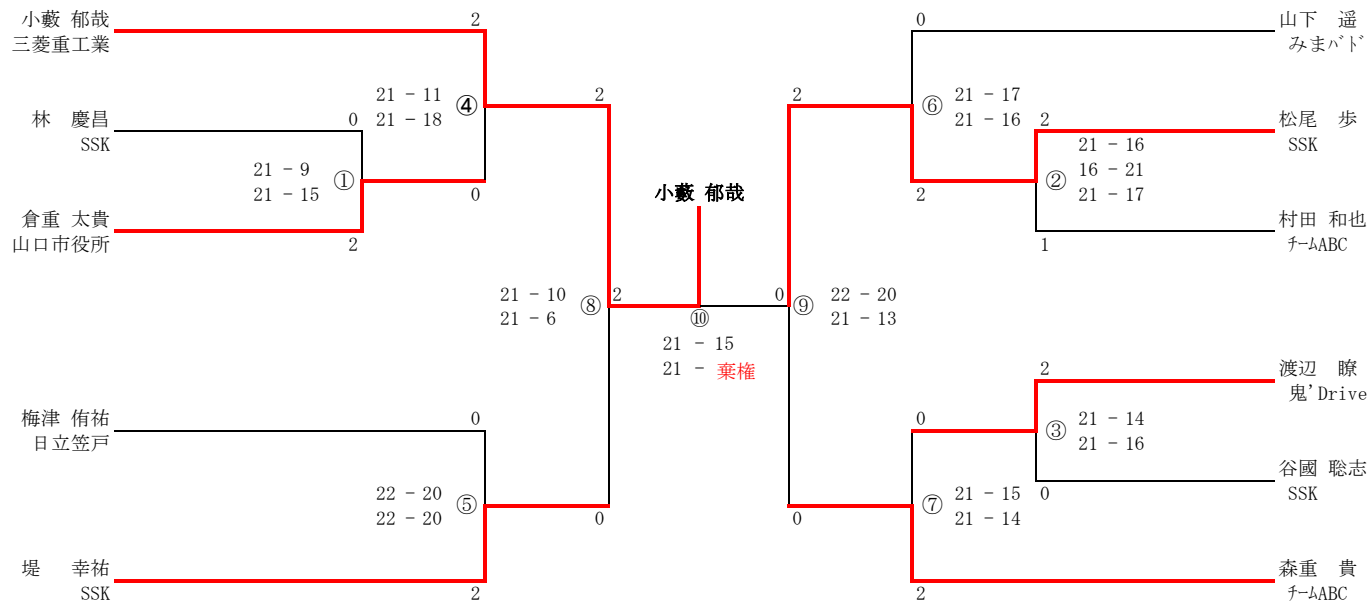 小藪 郁哉
三菱重工業
2
21 - 11
21 - 18
④
2
林 慶昌
SSK
0
21 - 9
21 - 15
①
0
倉重 太貴
山口市役所
2
21 - 10
21 - 6
⑧
2
梅津 侑祐
日立笠戸
0
22 - 20
22 - 20
⑤
0
堤 幸祐
SSK
2
小藪 郁哉
⑩
21 - 15
21 - 棄権
0
山下 遥
みまバド
0
2
⑥
21 - 17
21 - 16
松尾 歩
SSK
2
21 - 16
16 - 21
21 - 17
②
2
村田 和也
チームABC
1
⑨
22 - 20
21 - 13
渡辺 瞭
鬼'Drive
2
0
③
21 - 14
21 - 16
谷國 聡志
SSK
0
⑦
21 - 15
21 - 14
0
森重 貴
チームABC
2